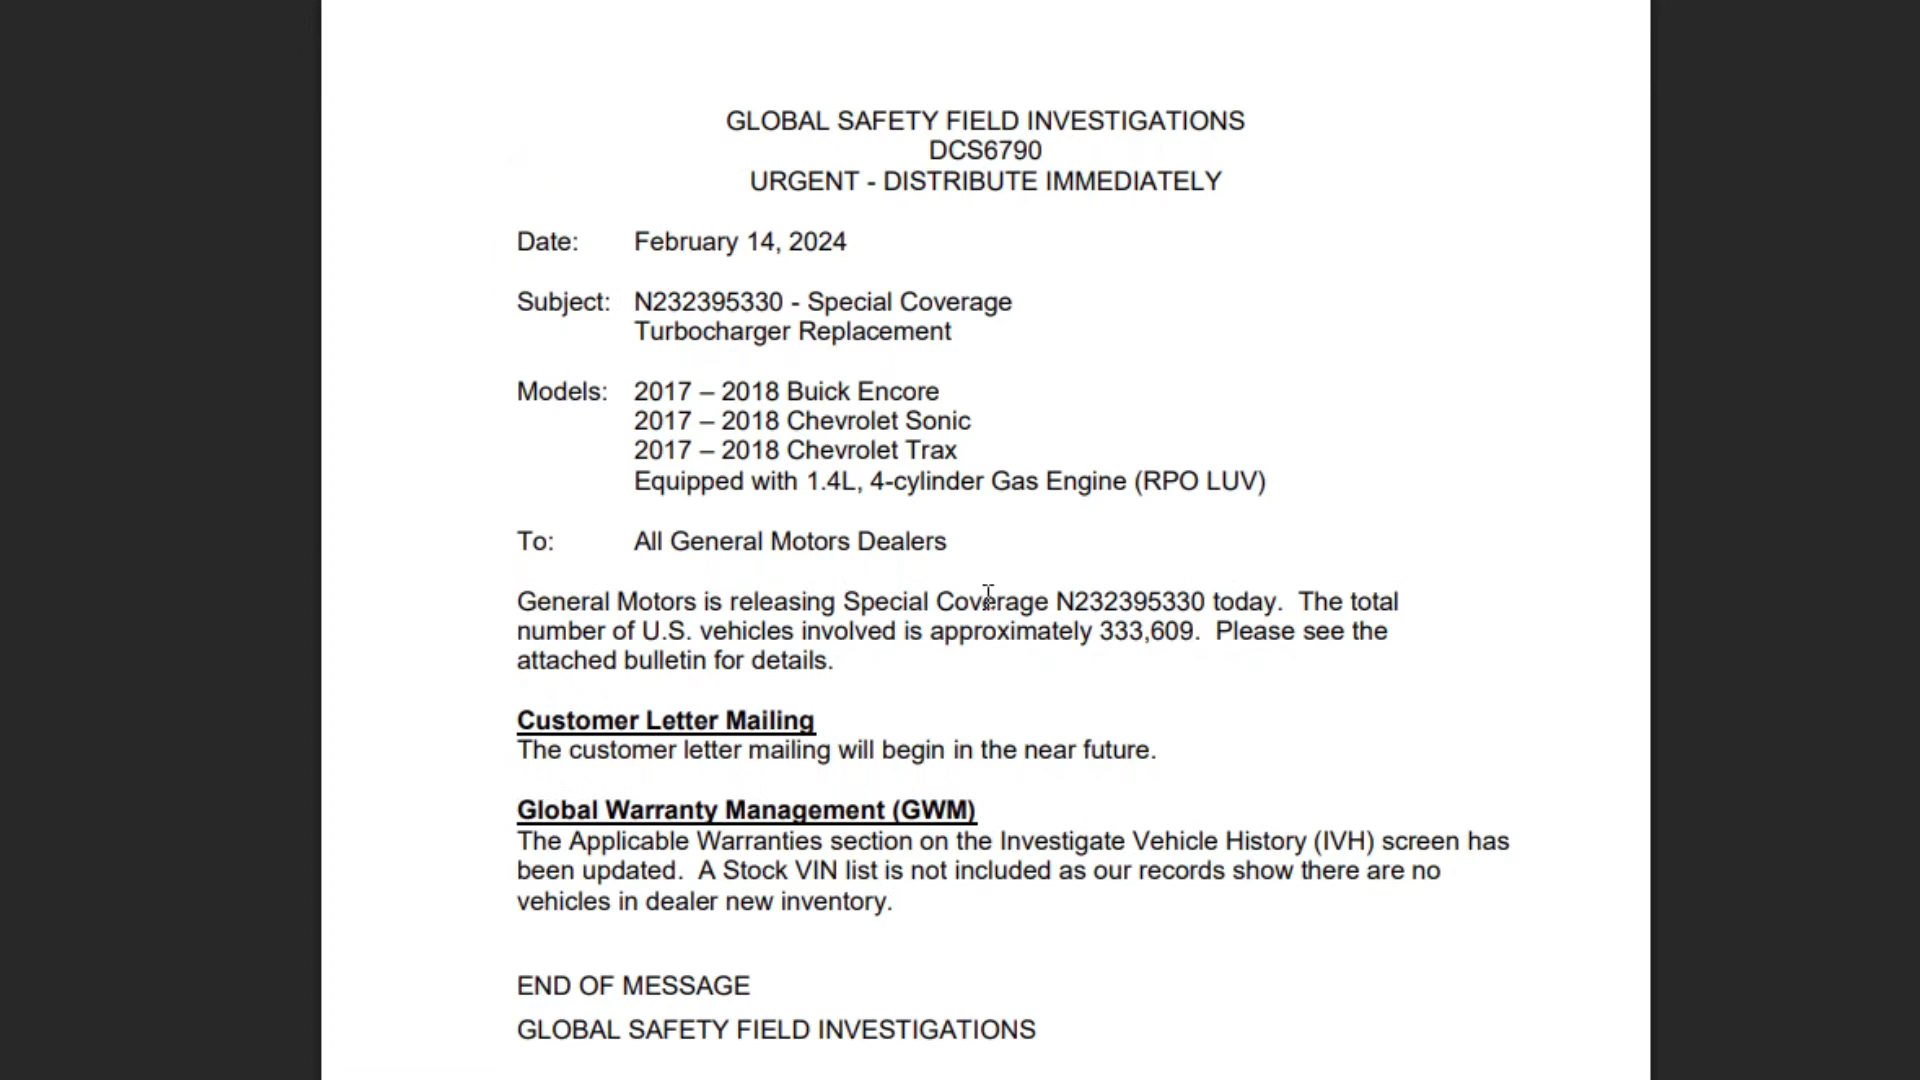 GLOBAL SAFETY FIELD INVESTIGATIONS
DCS6790
URGENT - DISTRIBUTE IMMEDIATELY
Date: February 14, 2024
Subject: N232395330 - Special Coverage
Turbocharger Replacement
Models: 2017 – 2018 Buick Encore
2017 – 2018 Chevrolet Sonic
2017 – 2018 Chevrolet Trax
Equipped with 1.4L, 4-cylinder Gas Engine (RPO LUV)
To: All General Motors Dealers
General Motors is releasing Special Coverage N232395330 today. The total
number of U.S. vehicles involved is approximately 333,609. Please see the
attached bulletin for details.
Customer Letter Mailing
The customer letter mailing will begin in the near future.
Global Warranty Management (GWM)
The Applicable Warranties section on the Investigate Vehicle History (IVH) screen has
been updated. A Stock VIN list is not included as our records show there are no
vehicles in dealer new inventory.
END OF MESSAGE
GLOBAL SAFETY FIELD INVESTIGATIONS